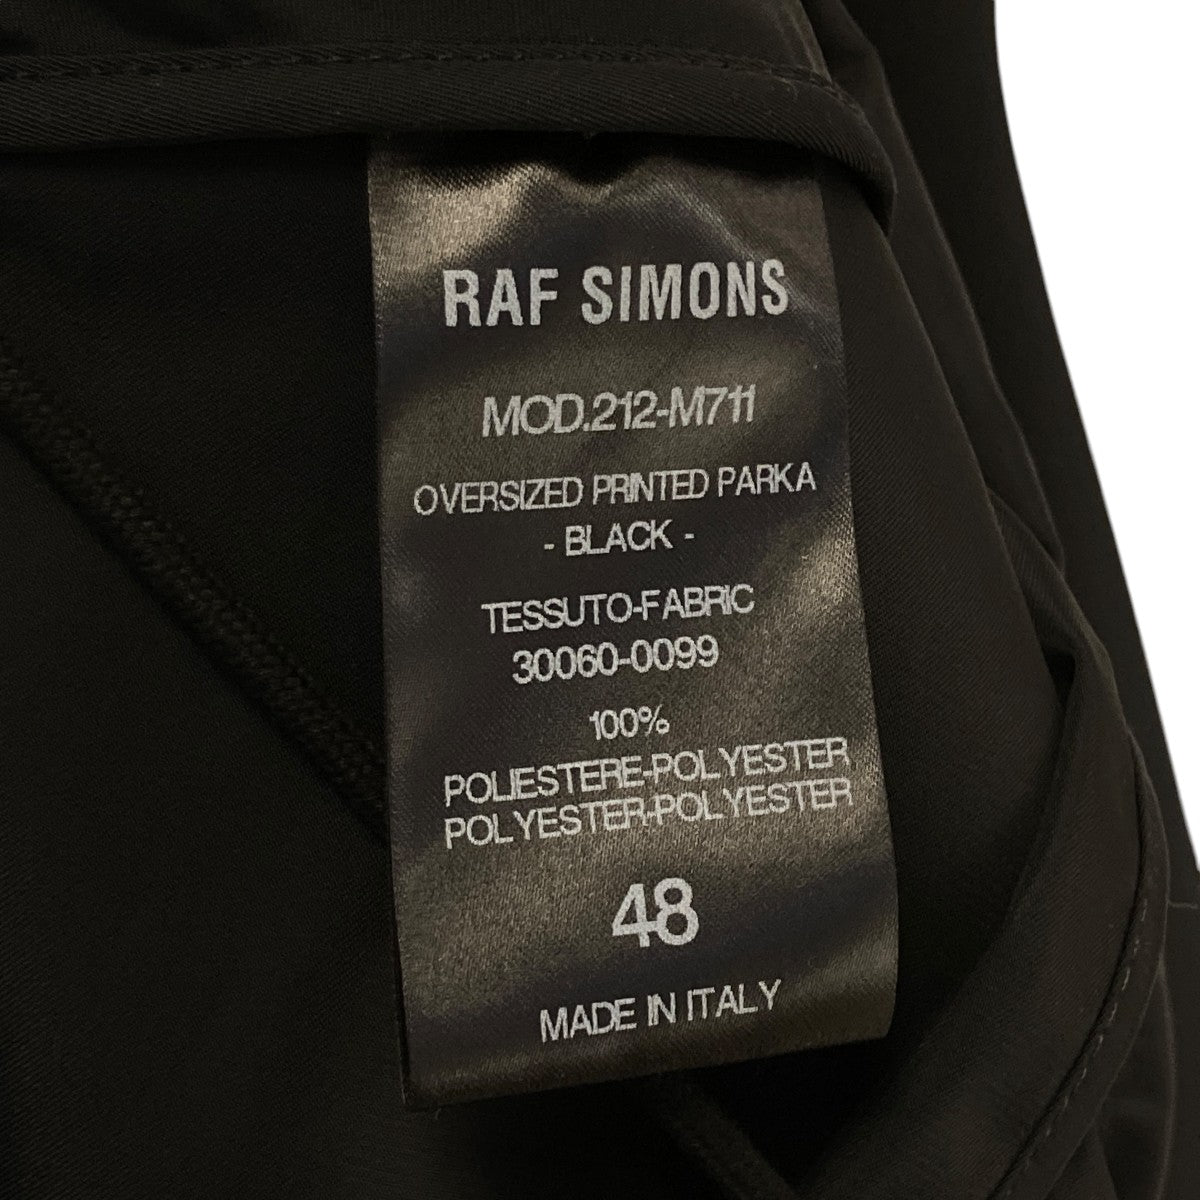 RAF SIMONS
MOD.212-M711
OVERSIZED PRINTED PARKA
- BLACK -
TESSUTO-FABRIC
30060-0099
100%
POLIESTERE-POLYESTER
POLYESTER-POLYESTER
48
MADE IN ITALY